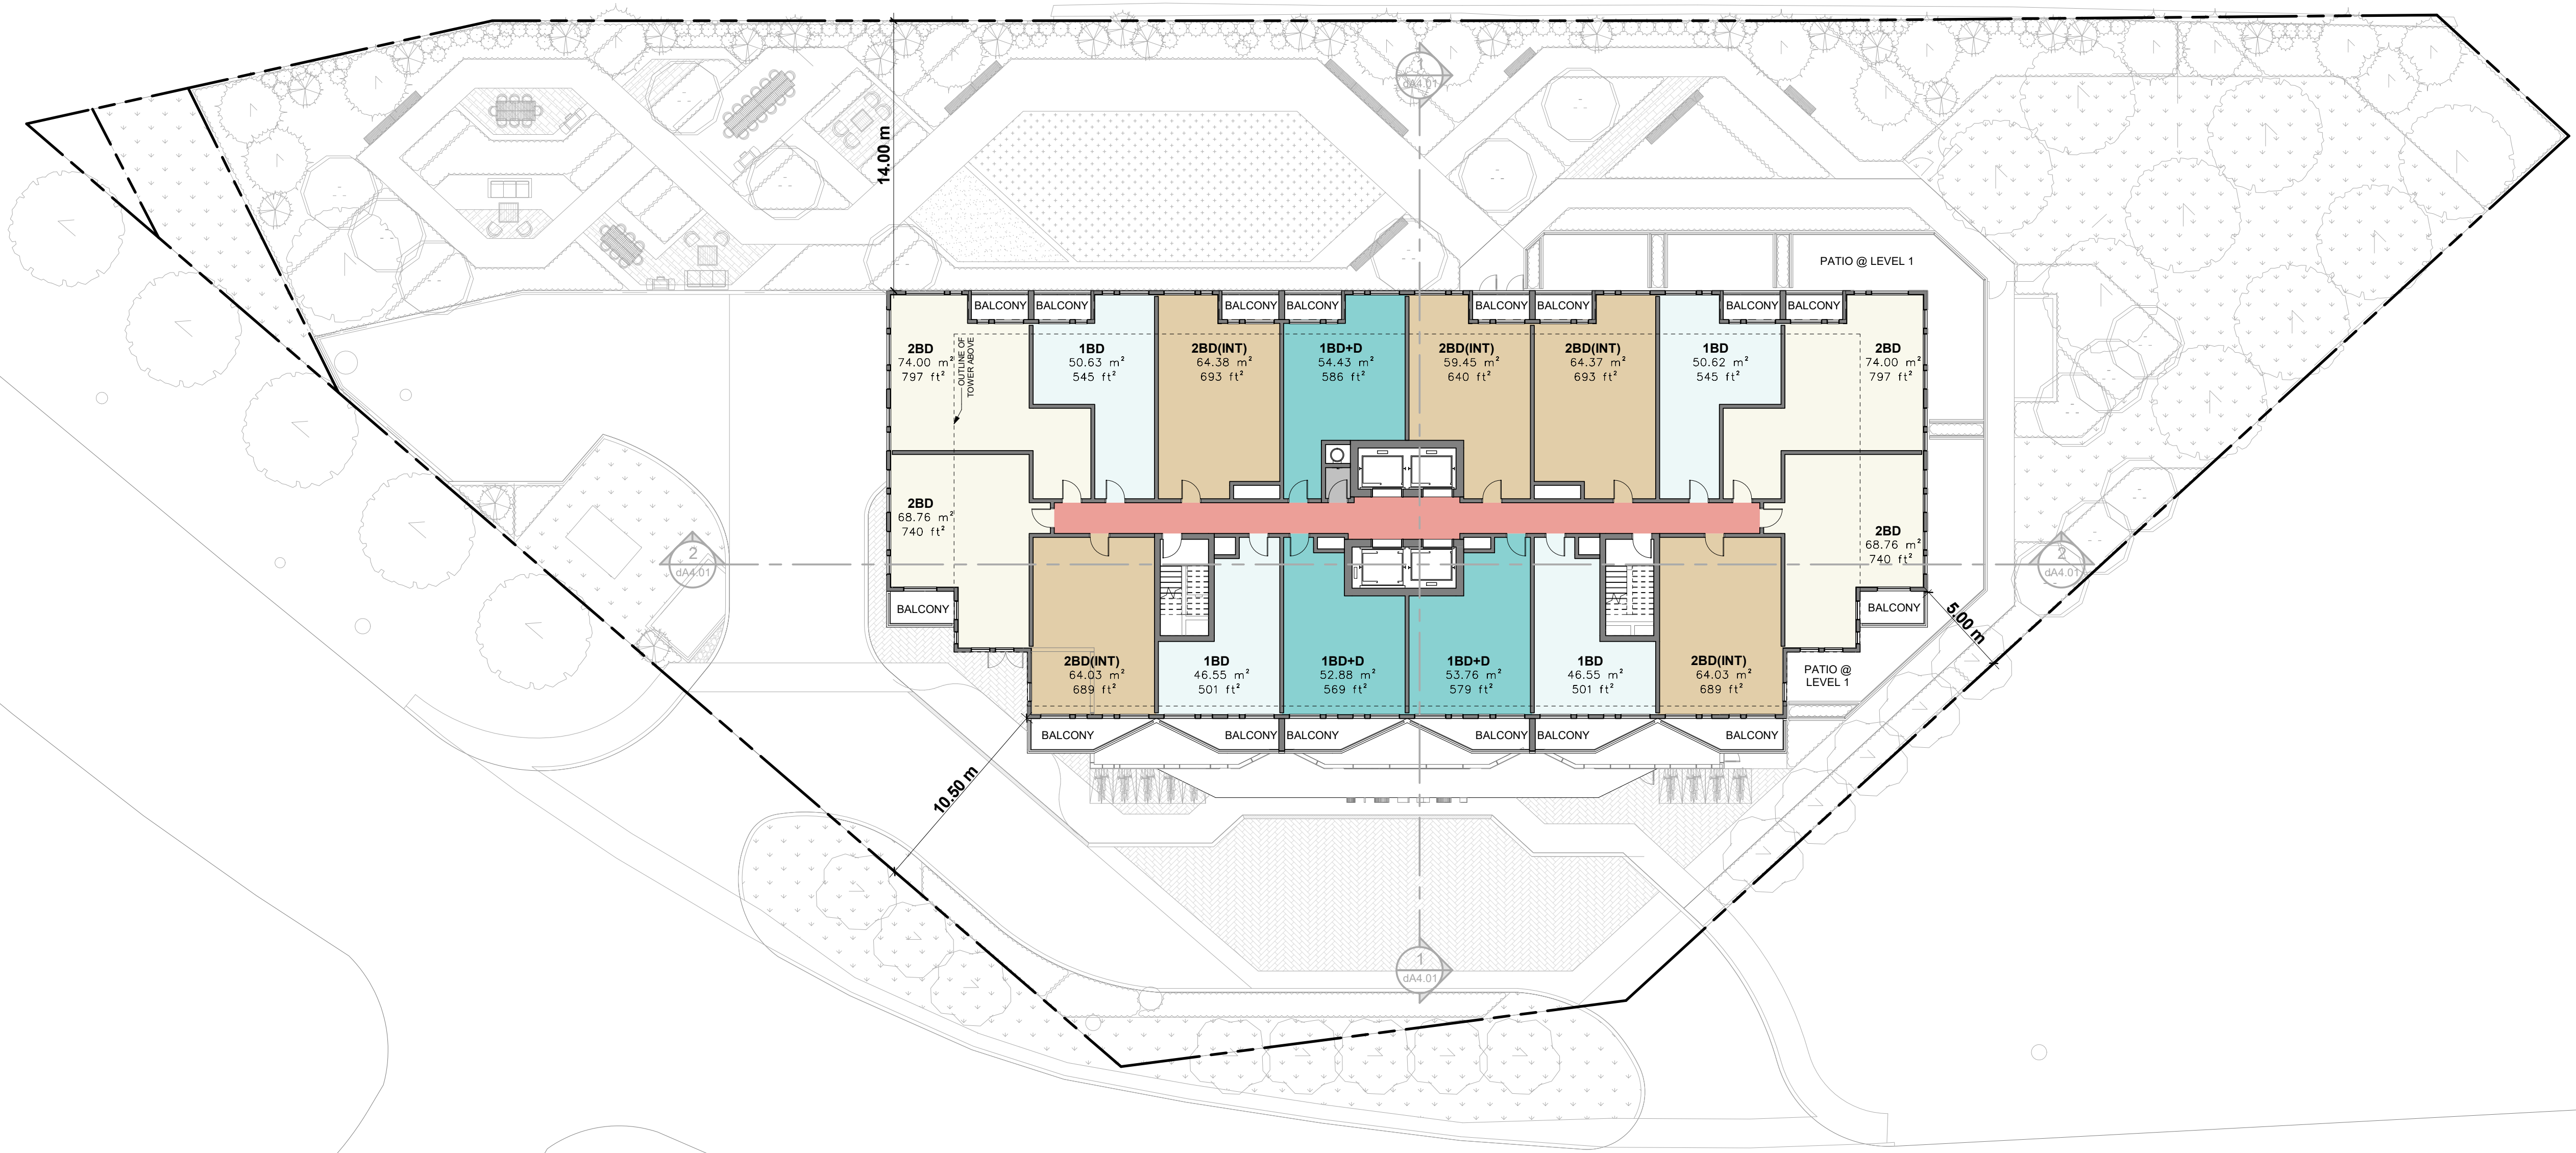 1
dA4.01
14.00 m
PATIO @ LEVEL 1
BALCONY
BALCONY
BALCONY
BALCONY
BALCONY
BALCONY
BALCONY
BALCONY
2BD
74.00 m²
797 ft²
OUTLINE OF
TOWER ABOVE
1BD
50.63 m²
545 ft²
2BD(INT)
64.38 m²
693 ft²
1BD+D
54.43 m²
586 ft²
2BD(INT)
59.45 m²
640 ft²
2BD(INT)
64.37 m²
693 ft²
1BD
50.62 m²
545 ft²
2BD
74.00 m²
797 ft²
2BD
68.76 m²
740 ft²
2BD
68.76 m²
740 ft²
2
dA4.01
2
dA4.01
BALCONY
BALCONY
5.00 m
2BD(INT)
64.03 m²
689 ft²
1BD
46.55 m²
501 ft²
1BD+D
52.88 m²
569 ft²
1BD+D
53.76 m²
579 ft²
1BD
46.55 m²
501 ft²
2BD(INT)
64.03 m²
689 ft²
PATIO @
LEVEL 1
BALCONY
BALCONY
BALCONY
BALCONY
BALCONY
BALCONY
10.50 m
1
dA4.01